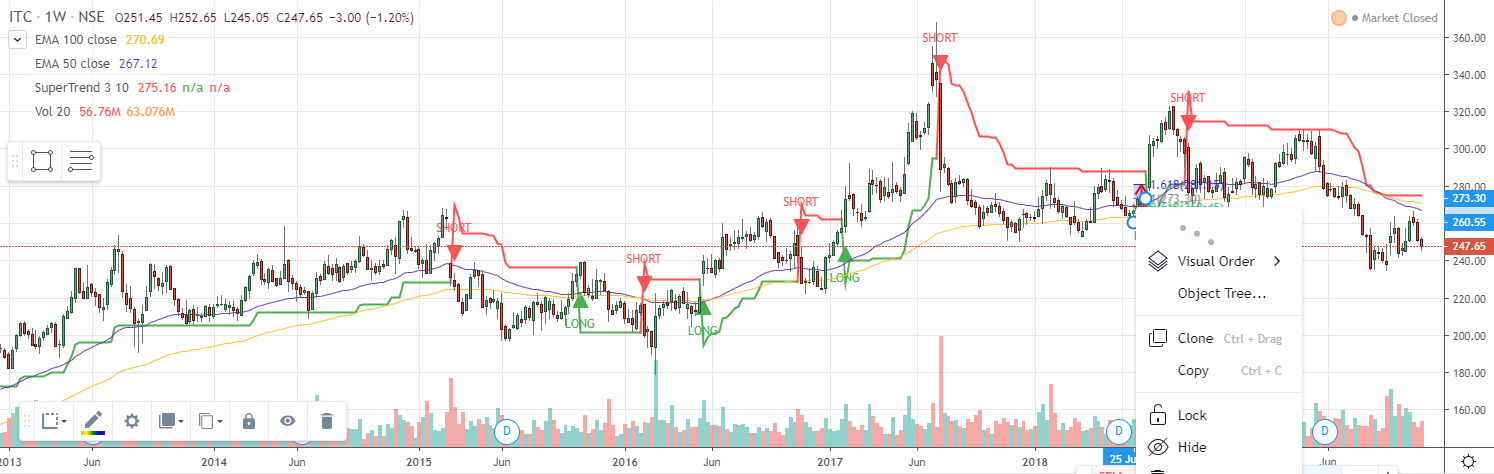 ITC · 1W · NSE O251.45 H252.65 L245.05 C247.65 −3.00 (−1.20%)
Market Closed
EMA 100 close 270.69
EMA 50 close 267.12
SuperTrend 3 10 275.16 n/a n/a
Vol 20 56.76M 63.076M
SHORT
SHORT
SHORT
SHORT
SHORT
LONG
LONG
LONG
360.00
340.00
320.00
300.00
280.00
273.30
260.55
247.65
240.00
220.00
200.00
180.00
160.00
(273.30)
Visual Order
Object Tree...
Clone Ctrl + Drag
Copy Ctrl + C
Lock
Hide
D
D
D
2013 Jun 2014 Jun 2015 Jun 2016 Jun 2017 Jun 2018 25 Ju Jun